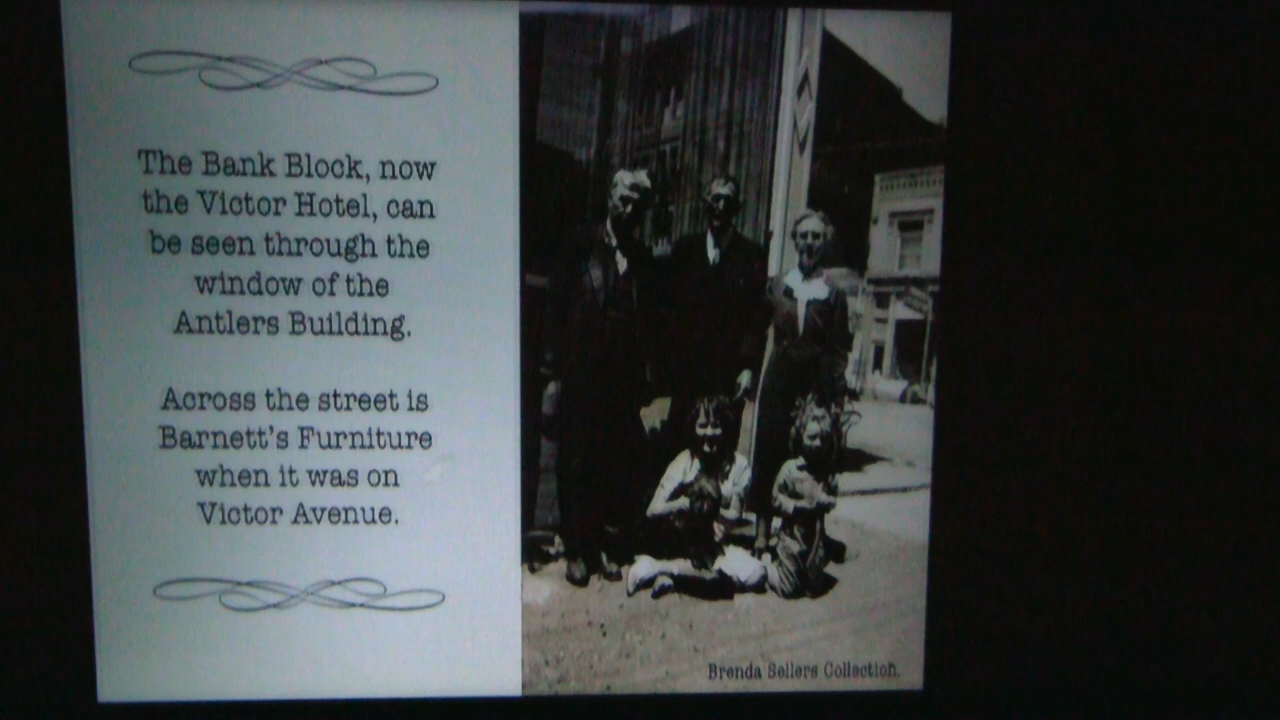 The Bank Block, now
the Victor Hotel, can
be seen through the
window of the
Antlers Building.
Across the street is
Barnett's Furniture
when it was on
Victor Avenue.
Brenda Sellers Collection.